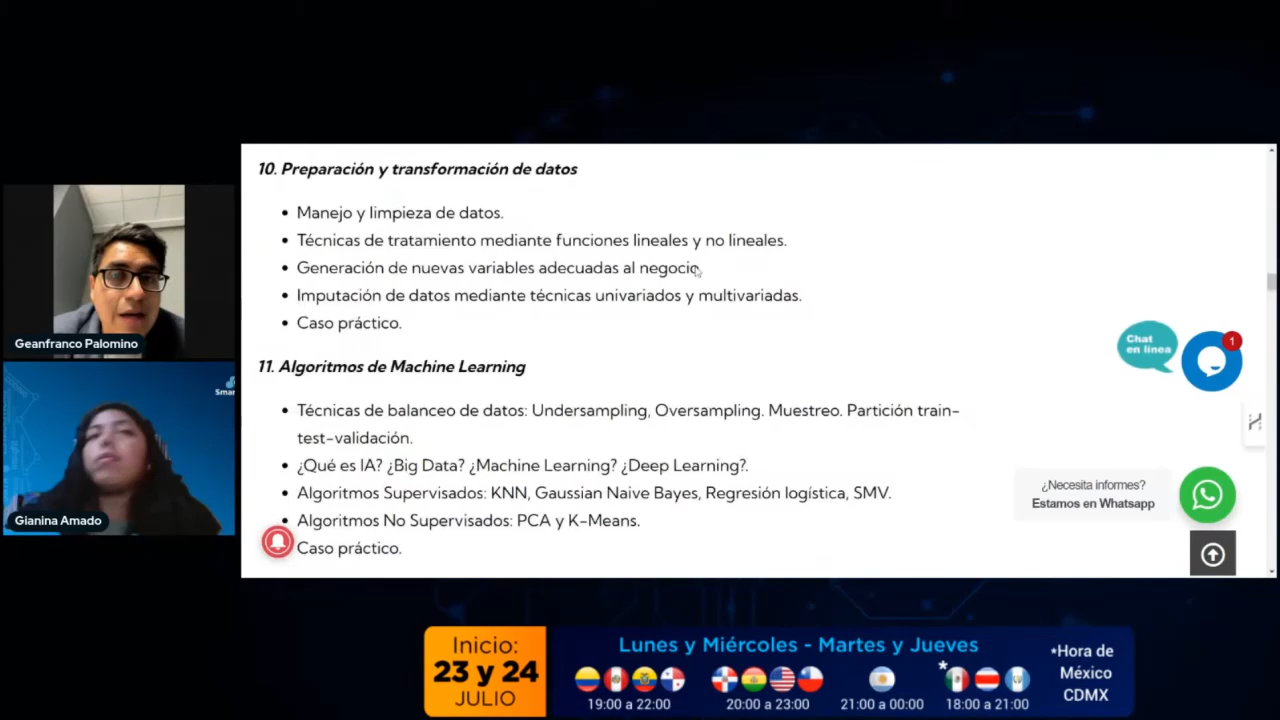 10. Preparación y transformación de datos
Manejo y limpieza de datos.
Técnicas de tratamiento mediante funciones lineales y no lineales.
Generación de nuevas variables adecuadas al negocio.
Imputación de datos mediante técnicas univariados y multivariadas.
Caso práctico.
11. Algoritmos de Machine Learning
Técnicas de balanceo de datos: Undersampling, Oversampling. Muestreo. Partición train-
test-validación.
¿Qué es IA? ¿Big Data? ¿Machine Learning? ¿Deep Learning?.
Algoritmos Supervisados: KNN, Gaussian Naive Bayes, Regresión logística, SMV.
Algoritmos No Supervisados: PCA y K-Means.
Caso práctico.
Geanfranco Palomino
Smar
Gianina Amado
Chat
en línea
1
¿Necesita informes?
Estamos en Whatsapp
Inicio:
23 y 24
JULIO
Lunes y Miércoles - Martes y Jueves
19:00 a 22:00
20:00 a 23:00
21:00 a 00:00
*
18:00 a 21:00
*Hora de
México
CDMX